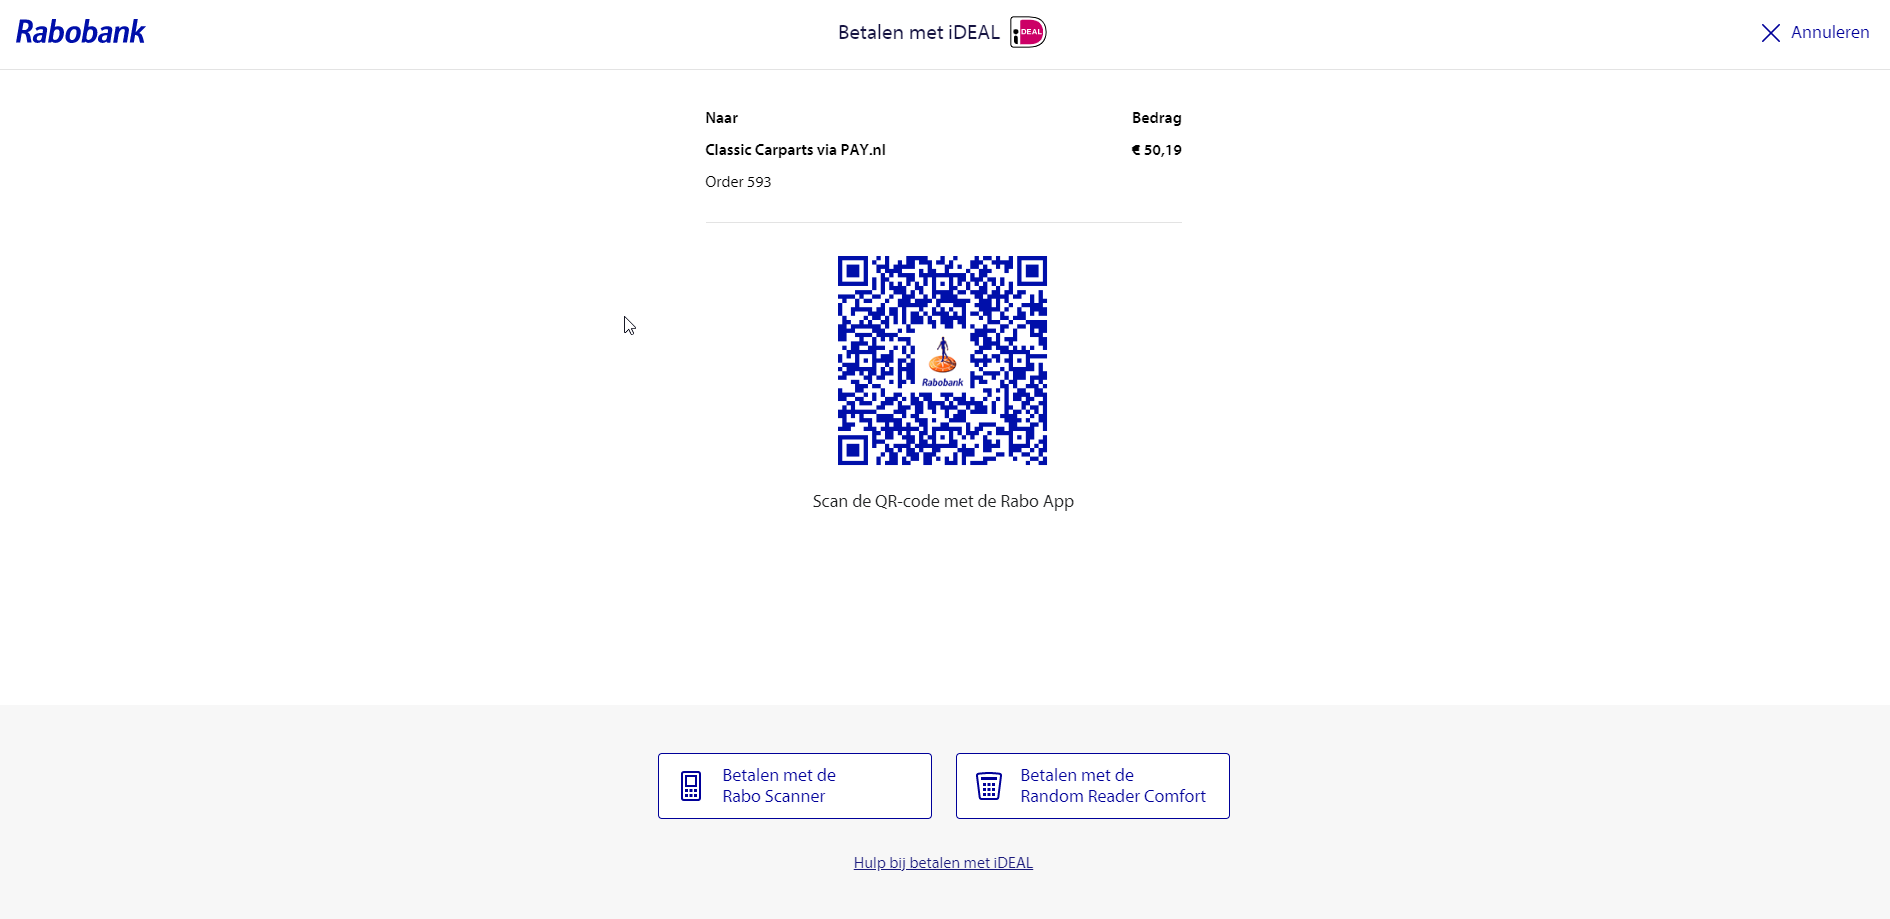 Rabobank
Betalen met iDEAL
iDEAL
Annuleren
Naar
Bedrag
Classic Carparts via PAY.nl
€ 50,19
Order 593
Rabobank
Scan de QR-code met de Rabo App
Betalen met de
Rabo Scanner
Betalen met de
Random Reader Comfort
Hulp bij betalen met iDEAL